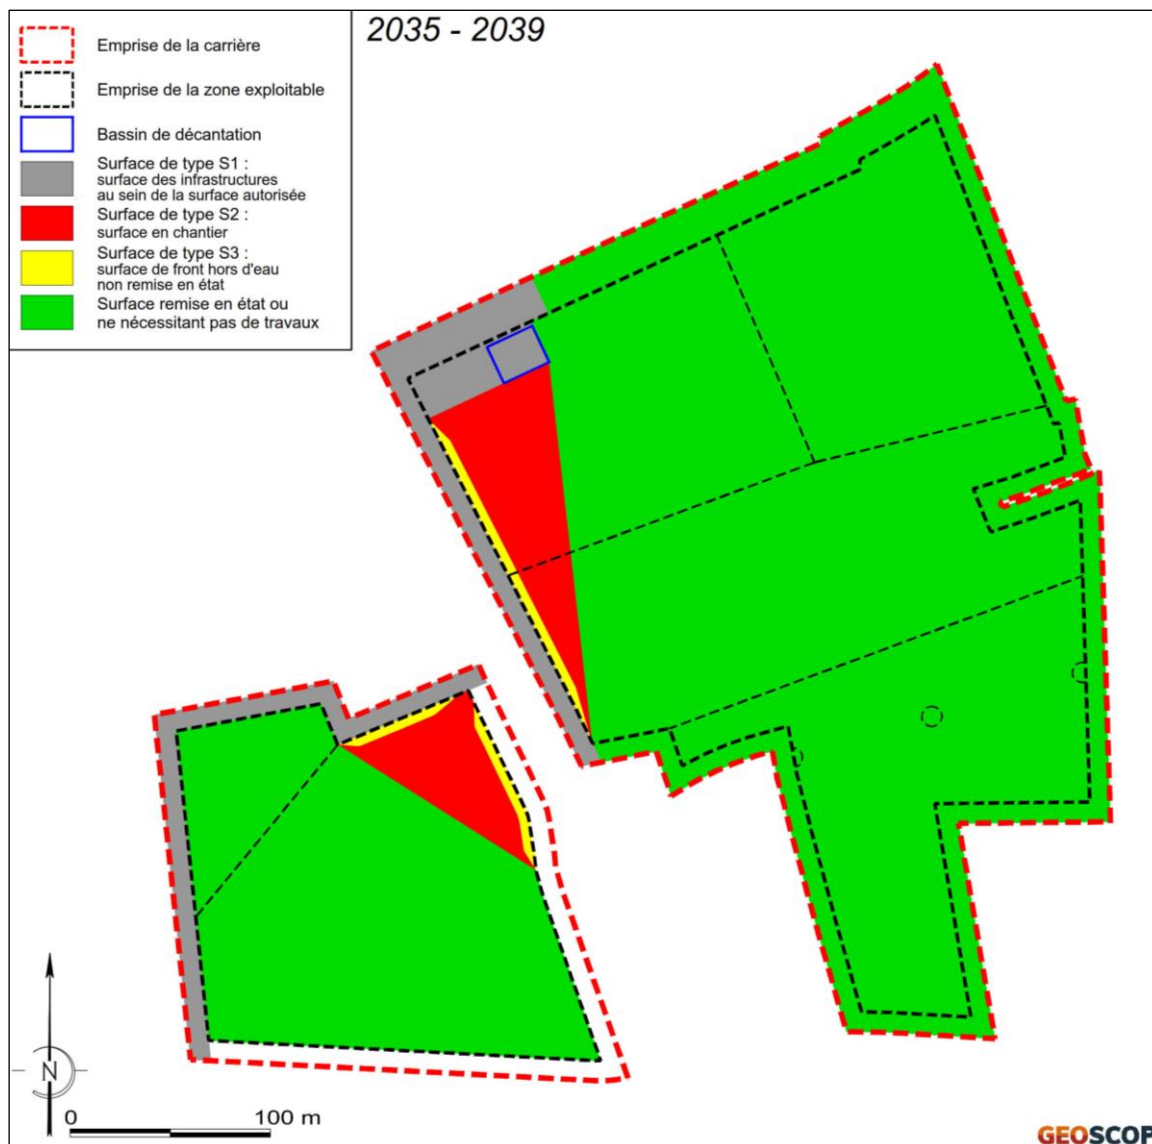 2035 - 2039
Emprise de la carrière
Emprise de la zone exploitable
Bassin de décantation
Surface de type S1 :
surface des infrastructures
au sein de la surface autorisée
Surface de type S2 :
surface en chantier
Surface de type S3 :
surface de front hors d'eau
non remise en état
Surface remise en état ou
ne nécessitant pas de travaux
N
0 100 m
GEOSCOP